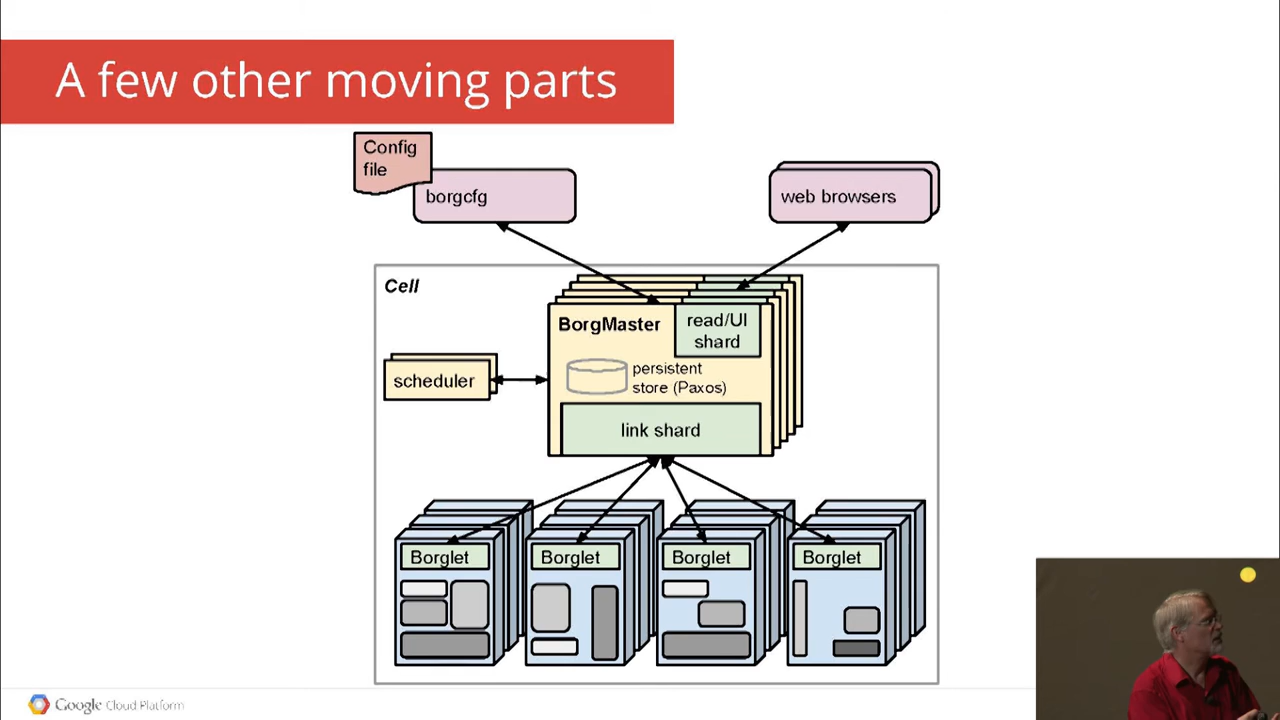 A few other moving parts
Config
file
borgcfg
web browsers
Cell
BorgMaster
read/UI
shard
scheduler
persistent
store (Paxos)
link shard
Borglet
Borglet
Borglet
Borglet
Google Cloud Platform